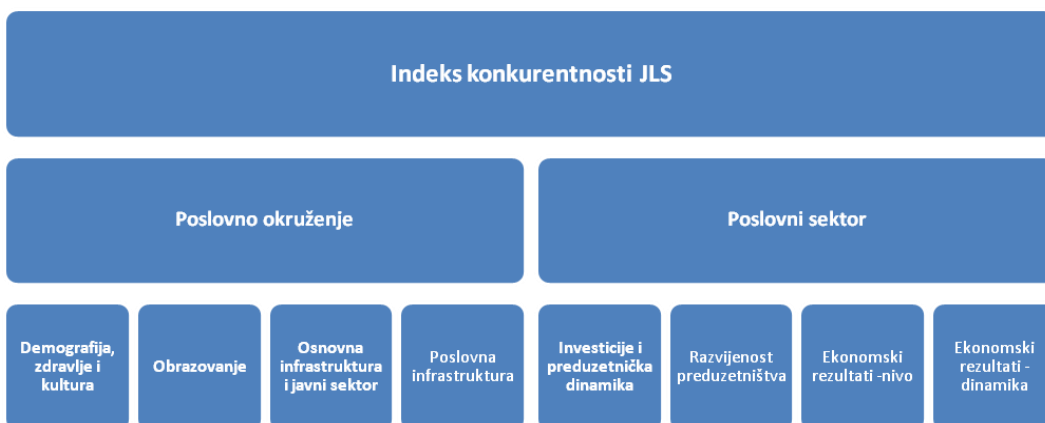 Indeks konkurentnosti JLS
Poslovno okruženje
Poslovni sektor
Demografija,
zdravlje i
kultura
Obrazovanje
Osnovna
infrastruktura
i javni sektor
Poslovna
infrastruktura
Investicije i
preduzetnička
dinamika
Razvijenost
preduzetništva
Ekonomski
rezultati -nivo
Ekonomski
rezultati -
dinamika